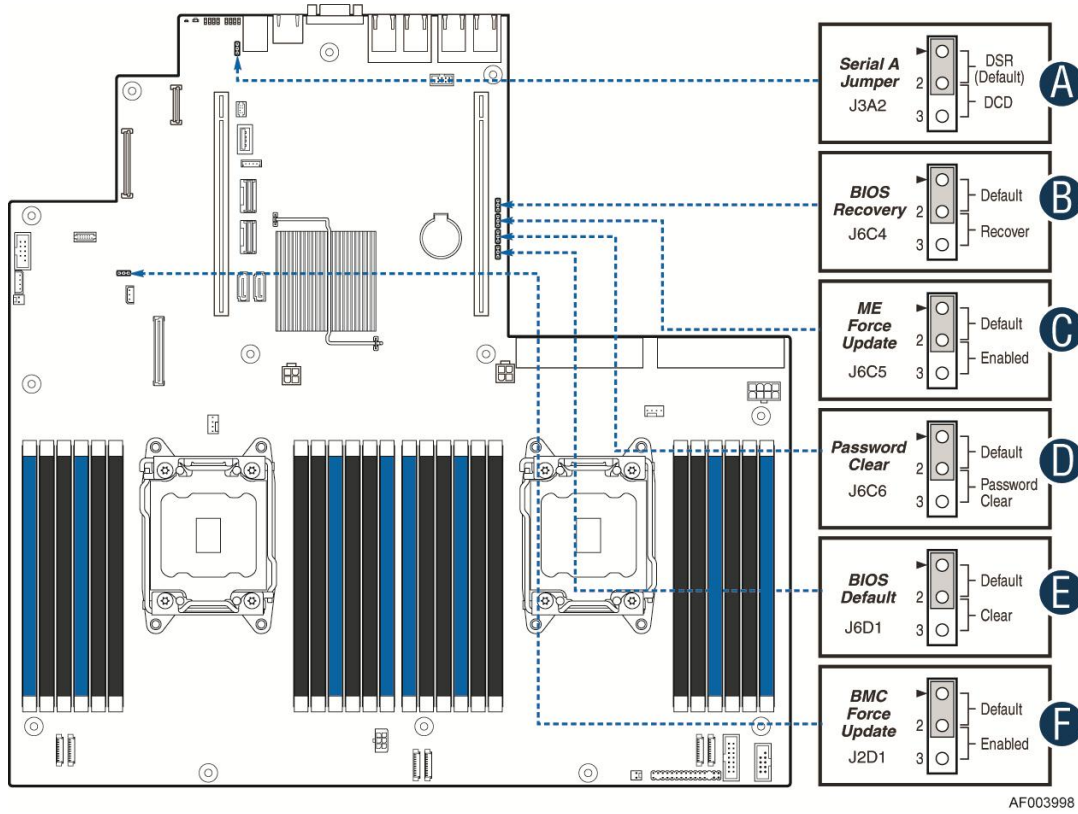 Serial A
Jumper
J3A2
2
3
DSR
(Default)
DCD
A
BIOS
Recovery
J6C4
2
3
Default
Recover
B
ME
Force
Update
J6C5
2
3
Default
Enabled
C
Password
Clear
J6C6
2
3
Default
Password
Clear
D
BIOS
Default
J6D1
2
3
Default
Clear
E
BMC
Force
Update
J2D1
2
3
Default
Enabled
F
AF003998